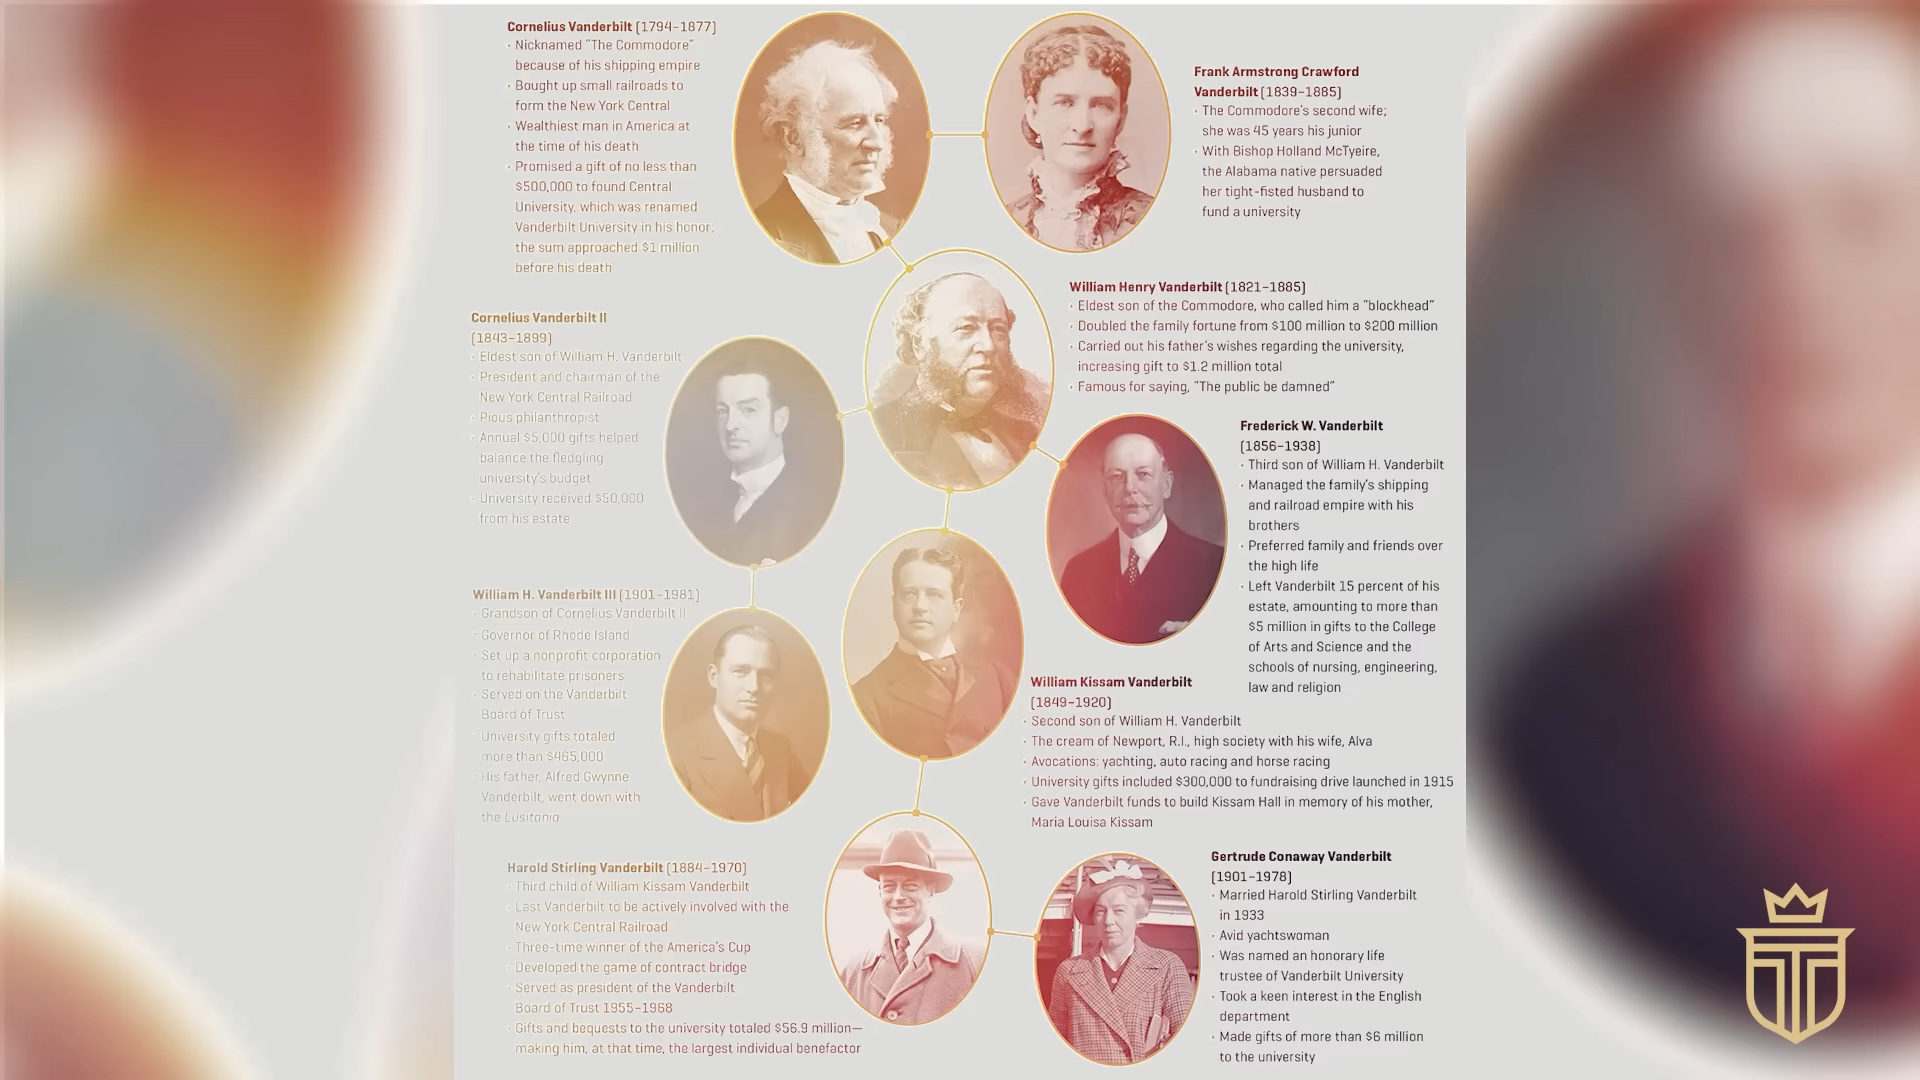 Cornelius Vanderbilt (1794–1877)
· Nicknamed "The Commodore"
because of his shipping empire
· Bought up small railroads to
form the New York Central
· Wealthiest man in America at
the time of his death
· Promised a gift of no less than
$500,000 to found Central
University, which was renamed
Vanderbilt University in his honor;
the sum approached $1 million
before his death
Frank Armstrong Crawford
Vanderbilt (1839–1885)
· The Commodore's second wife;
she was 45 years his junior
· With Bishop Holland McTyeire,
the Alabama native persuaded
her tight-fisted husband to
fund a university
William Henry Vanderbilt (1821–1885)
· Eldest son of the Commodore, who called him a "blockhead"
· Doubled the family fortune from $100 million to $200 million
· Carried out his father's wishes regarding the university,
increasing gift to $1.2 million total
· Famous for saying, "The public be damned"
Cornelius Vanderbilt II
(1843–1899)
· Eldest son of William H. Vanderbilt
· President and chairman of the
New York Central Railroad
· Pious philanthropist
· Annual $5,000 gifts helped
balance the fledgling
university's budget
· University received $50,000
from his estate
Frederick W. Vanderbilt
(1856–1938)
· Third son of William H. Vanderbilt
· Managed the family's shipping
and railroad empire with his
brothers
· Preferred family and friends over
the high life
· Left Vanderbilt 15 percent of his
estate, amounting to more than
$5 million in gifts to the College
of Arts and Science and the
schools of nursing, engineering,
law and religion
William H. Vanderbilt III (1901–1981)
· Grandson of Cornelius Vanderbilt II
· Governor of Rhode Island
· Set up a nonprofit corporation
to rehabilitate prisoners
· Served on the Vanderbilt
Board of Trust
· University gifts totaled
more than $465,000
· His father, Alfred Gwynne
Vanderbilt, went down with
the Lusitania
William Kissam Vanderbilt
(1849–1920)
· Second son of William H. Vanderbilt
· The cream of Newport, R.I., high society with his wife, Alva
· Avocations: yachting, auto racing and horse racing
· University gifts included $300,000 to fundraising drive launched in 1915
· Gave Vanderbilt funds to build Kissam Hall in memory of his mother,
Maria Louisa Kissam
Harold Stirling Vanderbilt (1884–1970)
· Third child of William Kissam Vanderbilt
· Last Vanderbilt to be actively involved with the
New York Central Railroad
· Three-time winner of the America's Cup
· Developed the game of contract bridge
· Served as president of the Vanderbilt
Board of Trust 1955–1968
· Gifts and bequests to the university totaled $56.9 million—
making him, at that time, the largest individual benefactor
Gertrude Conaway Vanderbilt
(1901–1978)
· Married Harold Stirling Vanderbilt
in 1933
· Avid yachtswoman
· Was named an honorary life
trustee of Vanderbilt University
· Took a keen interest in the English
department
· Made gifts of more than $6 million
to the university